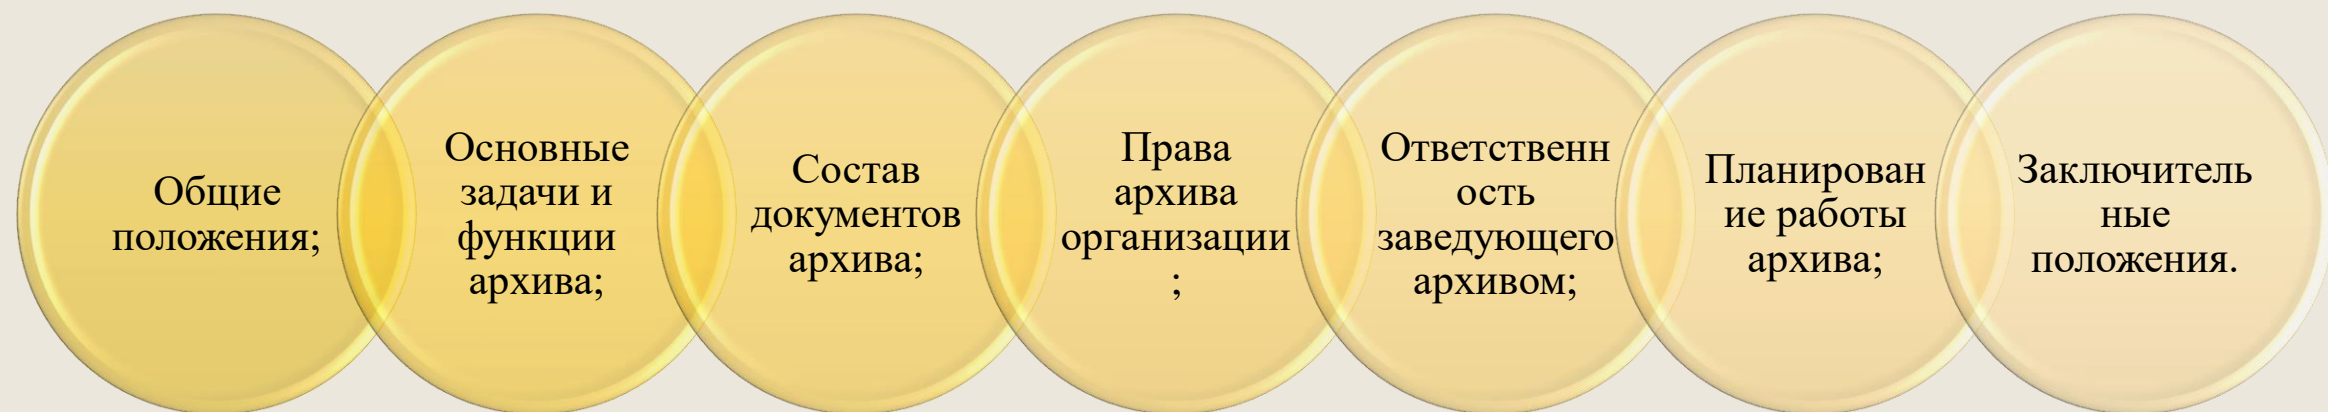 Общие
положения;
Основные
задачи и
функции
архива;
Состав
документов
архива;
Права
архива
организации
;
Ответственн
ость
заведующего
архивом;
Планирован
ие работы
архива;
Заключитель
ные
положения.